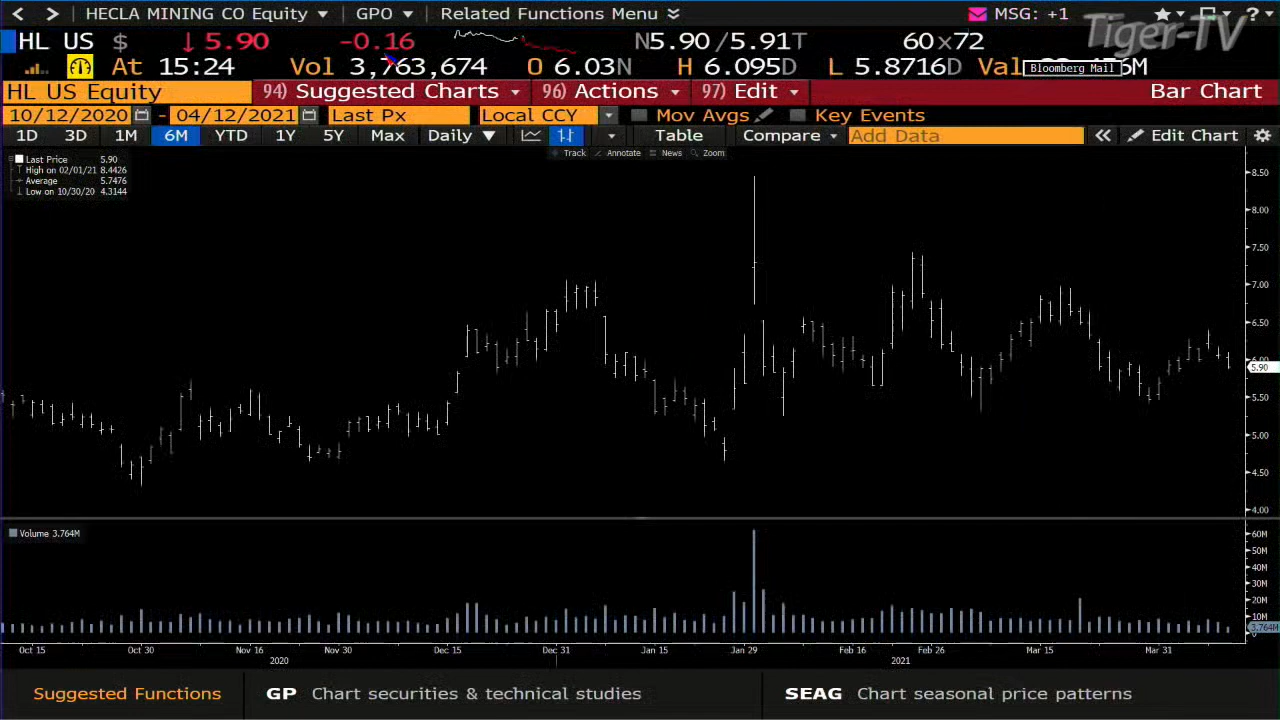 HECLA MINING CO Equity GPO Related Functions Menu MSG: +1 ?
HL US $ ↓ 5.90 -0.16 N5.90 /5.91T 60x72 Tiger-TV
At 15:24 Vol 3,763,674 O 6.03N H 6.095D L 5.8716D Val
Bloomberg Mail
HL US Equity 94) Suggested Charts 96) Actions 97) Edit Bar Chart
10/12/2020 - 04/12/2021 Last Px Local CCY Mov Avgs Key Events
1D 3D 1M 6M YTD 1Y 5Y Max Daily ▼ Table Compare Add Data « Edit Chart
Track Annotate News Zoom
Last Price 5.90
High on 02/01/21 8.4426
Average 5.7476
Low on 10/30/20 4.3144
8.50
8.00
7.50
7.00
6.50
6.00
5.90
5.50
5.00
4.50
4.00
Volume 3.764M
60M
50M
40M
30M
20M
10M
3.764M
0
Oct 15 Oct 30 Nov 16 Nov 30 Dec 15 Dec 31 Jan 15 Jan 29 Feb 16 Feb 26 Mar 15 Mar 31
2020 2021
Suggested Functions GP Chart securities & technical studies SEAG Chart seasonal price patterns